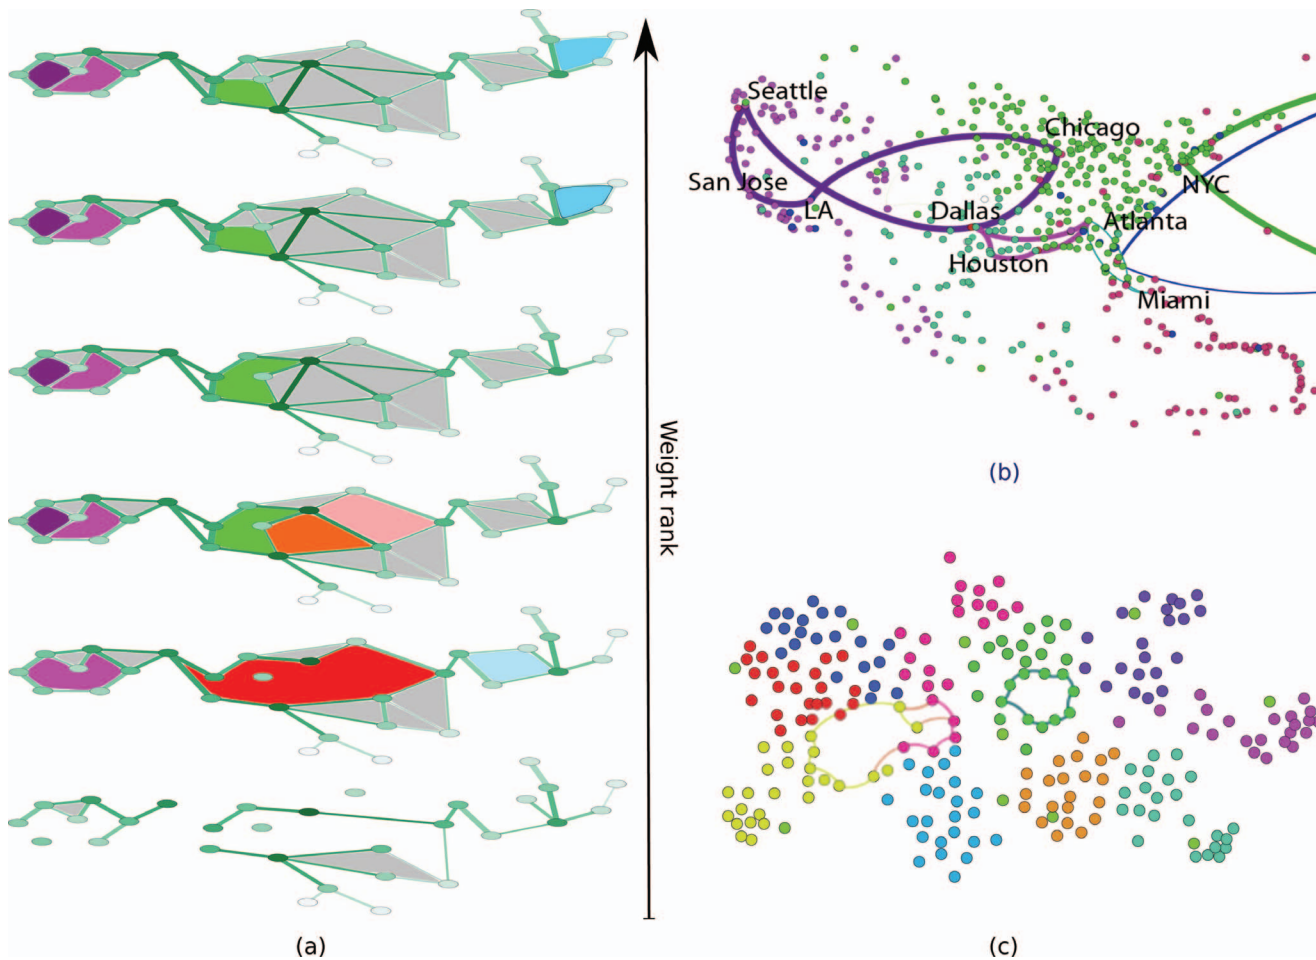 Weight rank
(a)
Seattle
Chicago
San Jose
LA
NYC
Dallas
Atlanta
Houston
Miami
(b)
(c)